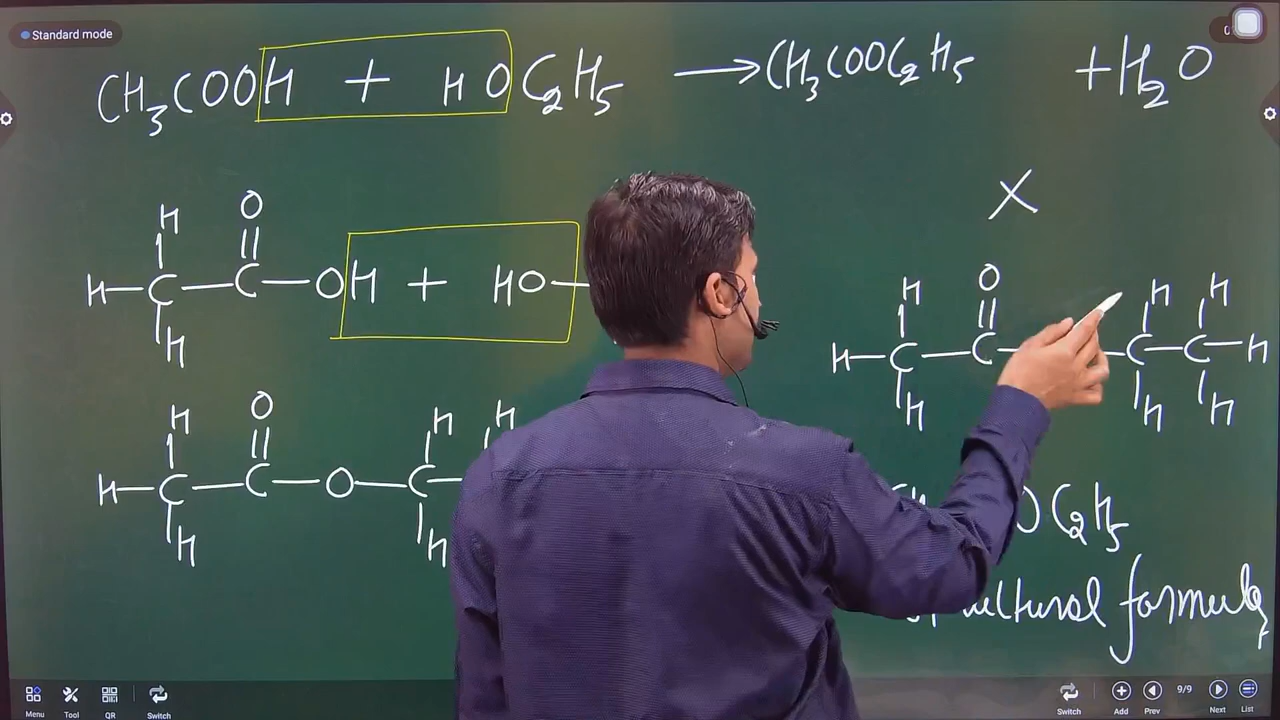 Standard mode
CH3COOH + HOC2H5 → CH3COOC2H5 + H2O
X
H O
H-C-C-OH + HO-
H
H O H H
H-C-C C-C-H
H H H
H O H H
H-C-C-O-C-
H H
OC2H5
formula
Menu Tool QR Switch Switch Add Prev 9/9 Next List